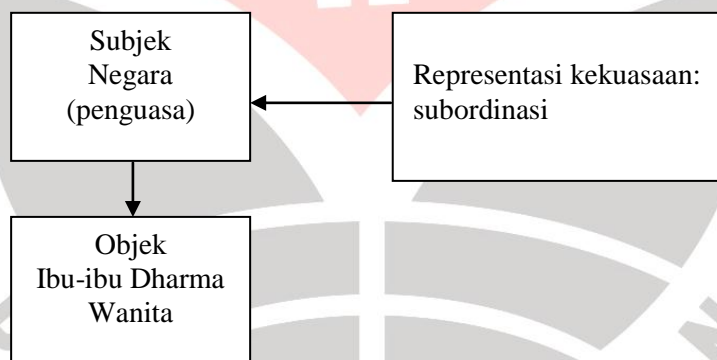 Subjek
Negara
(penguasa)
Representasi kekuasaan:
subordinasi
Objek
Ibu-ibu Dharma
Wanita